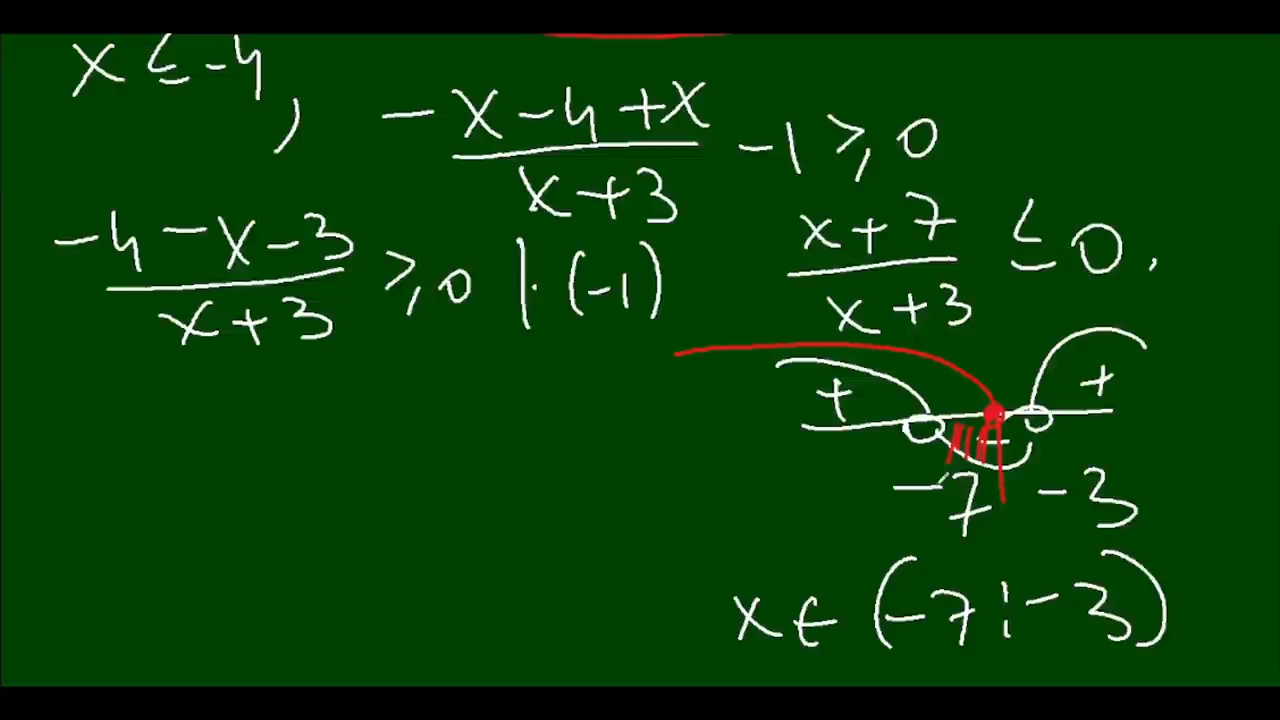 x ≤ -4, (-x-4+x)/(x+3) - 1 ≥ 0
(-4-x-3)/(x+3) ≥ 0 |·(-1) (x+7)/(x+3) ≤ 0.
+ - +
-7 -3
x ∈ (-7; -3)